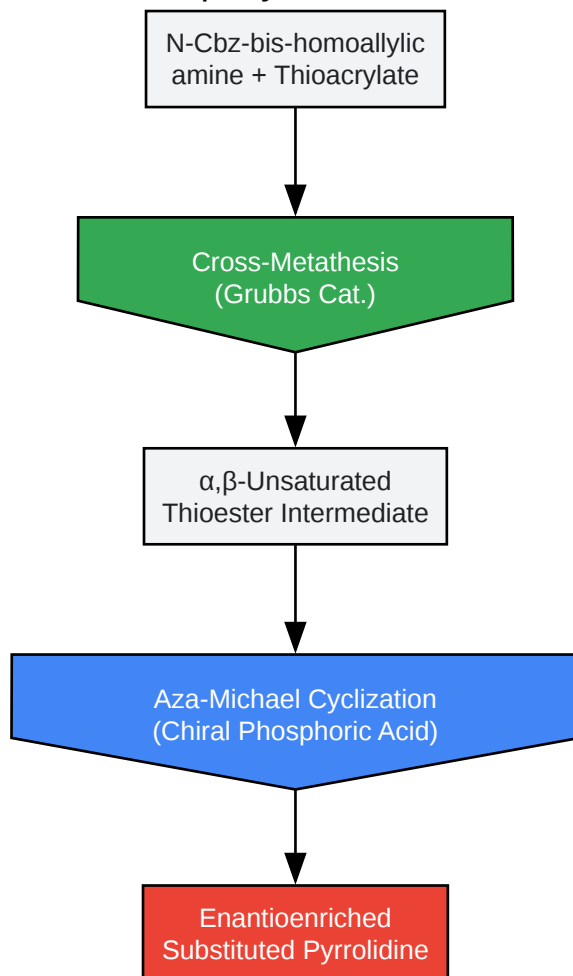 N-Cbz-bis-homoallylic
amine + Thioacrylate
Cross-Metathesis
(Grubbs Cat.)
α,β-Unsaturated
Thioester Intermediate
Aza-Michael Cyclization
(Chiral Phosphoric Acid)
Enantioenriched
Substituted Pyrrolidine